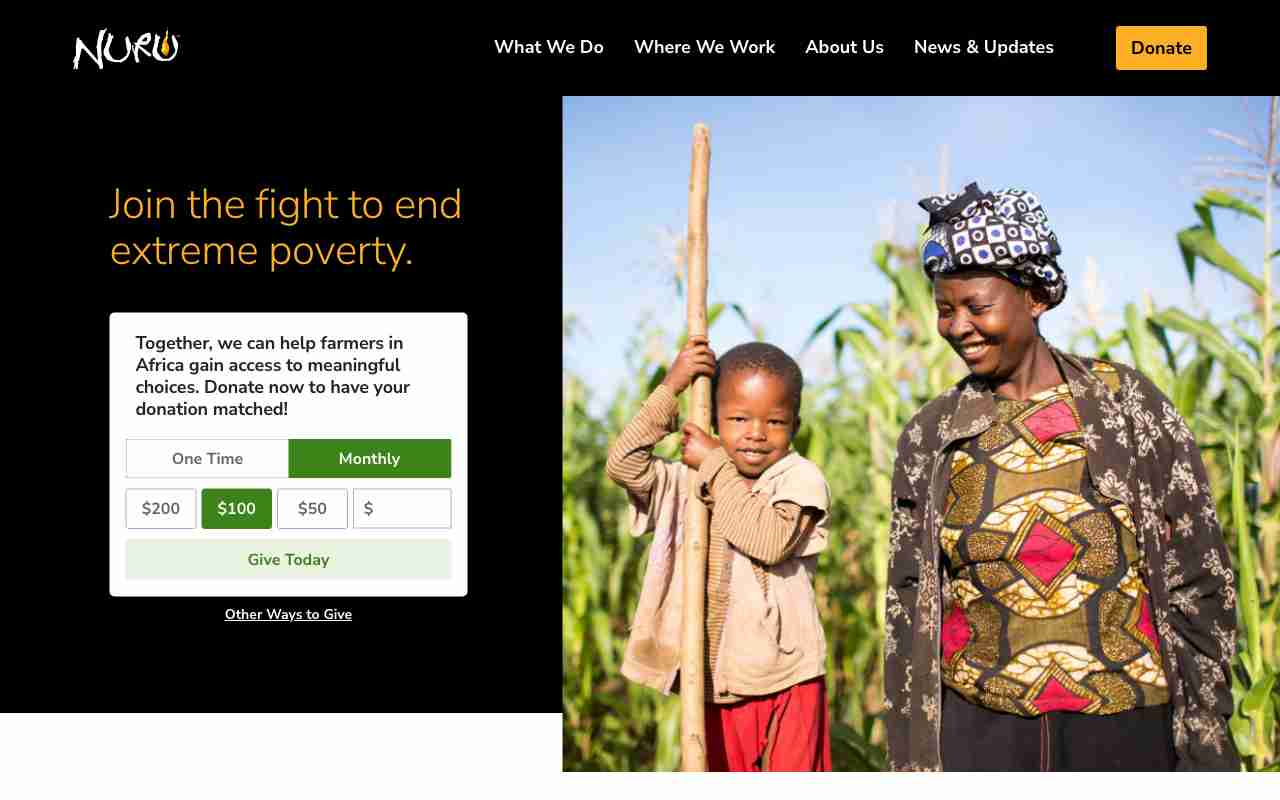 NURU
What We Do
Where We Work
About Us
News & Updates
Donate
Join the fight to end
extreme poverty.
Together, we can help farmers in
Africa gain access to meaningful
choices. Donate now to have your
donation matched!
One Time
Monthly
$200
$100
$50
$
Give Today
Other Ways to Give